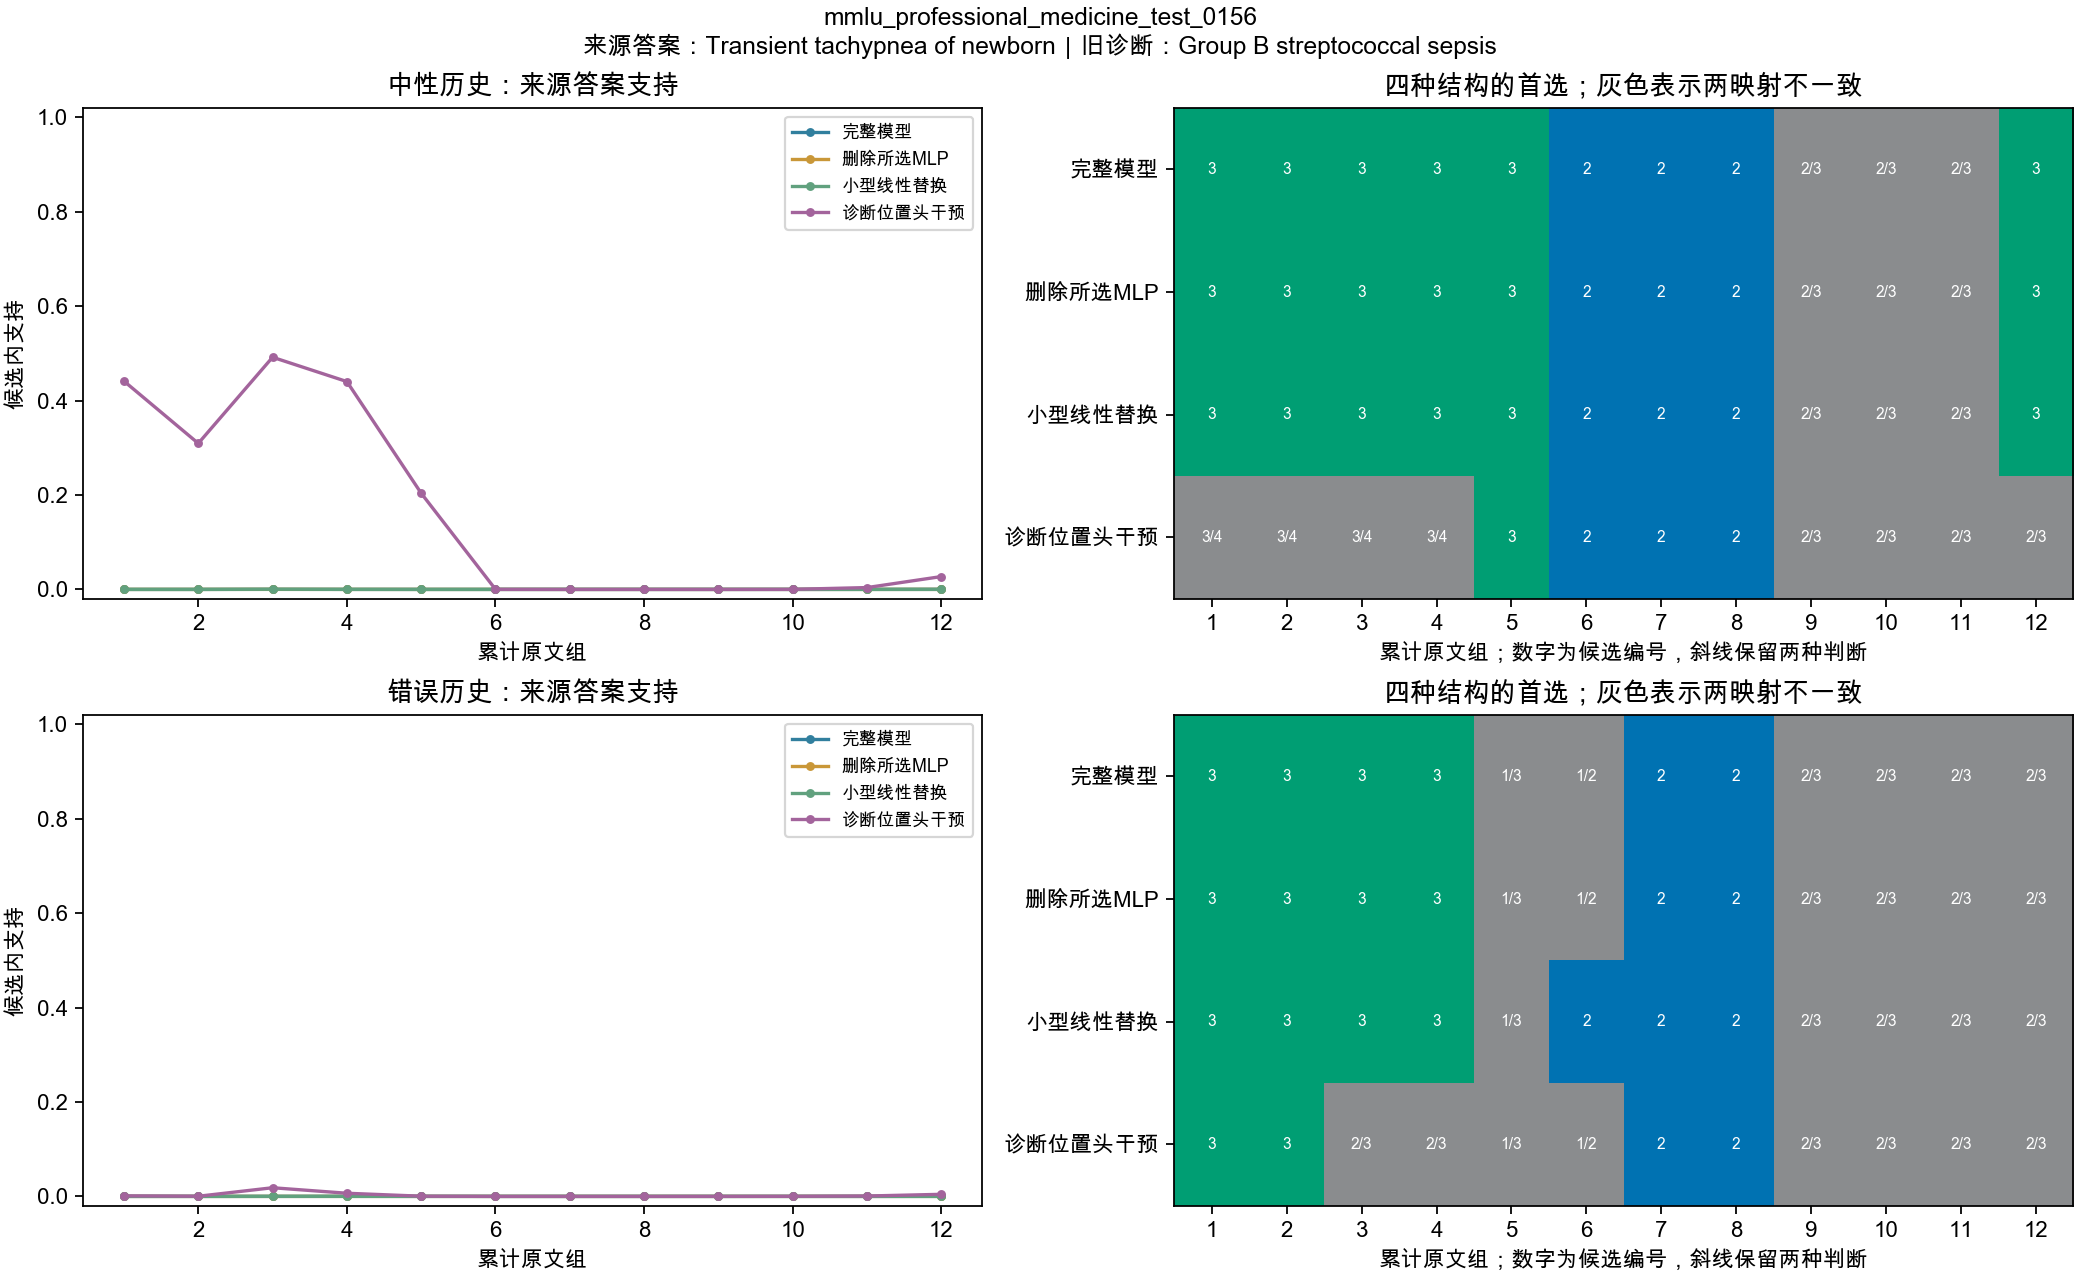 mmlu_professional_medicine_test_0156
来源答案：Transient tachypnea of newborn | 旧诊断：Group B streptococcal sepsis
中性历史：来源答案支持
候选内支持
1.0
0.8
0.6
0.4
0.2
0.0
完整模型
删除所选MLP
小型线性替换
诊断位置头干预
2 4 6 8 10 12
累计原文组
四种结构的首选；灰色表示两映射不一致
完整模型 3 3 3 3 3 2 2 2 2/3 2/3 2/3 3
删除所选MLP 3 3 3 3 3 2 2 2 2/3 2/3 2/3 3
小型线性替换 3 3 3 3 3 2 2 2 2/3 2/3 2/3 3
诊断位置头干预 3/4 3/4 3/4 3/4 3 2 2 2 2/3 2/3 2/3 2/3
1 2 3 4 5 6 7 8 9 10 11 12
累计原文组；数字为候选编号，斜线保留两种判断
错误历史：来源答案支持
候选内支持
1.0
0.8
0.6
0.4
0.2
0.0
完整模型
删除所选MLP
小型线性替换
诊断位置头干预
2 4 6 8 10 12
累计原文组
四种结构的首选；灰色表示两映射不一致
完整模型 3 3 3 3 1/3 1/2 2 2 2/3 2/3 2/3 2/3
删除所选MLP 3 3 3 3 1/3 1/2 2 2 2/3 2/3 2/3 2/3
小型线性替换 3 3 3 3 1/3 2 2 2 2/3 2/3 2/3 2/3
诊断位置头干预 3 3 2/3 2/3 1/3 1/2 2 2 2/3 2/3 2/3 2/3
1 2 3 4 5 6 7 8 9 10 11 12
累计原文组；数字为候选编号，斜线保留两种判断